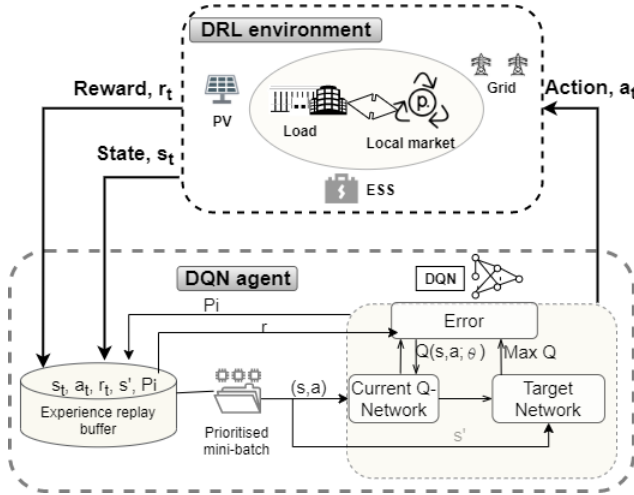 DRL environment
Reward, rt
PV
Load
Local market
p.
Grid
Action, at
State, st
ESS
DQN agent
DQN
Pi
r
Error
Q(s,a; θ)
Max Q
st, at, rt, s', Pi
Experience replay
buffer
Prioritised
mini-batch
(s,a)
Current Q-
Network
Target
Network
s'